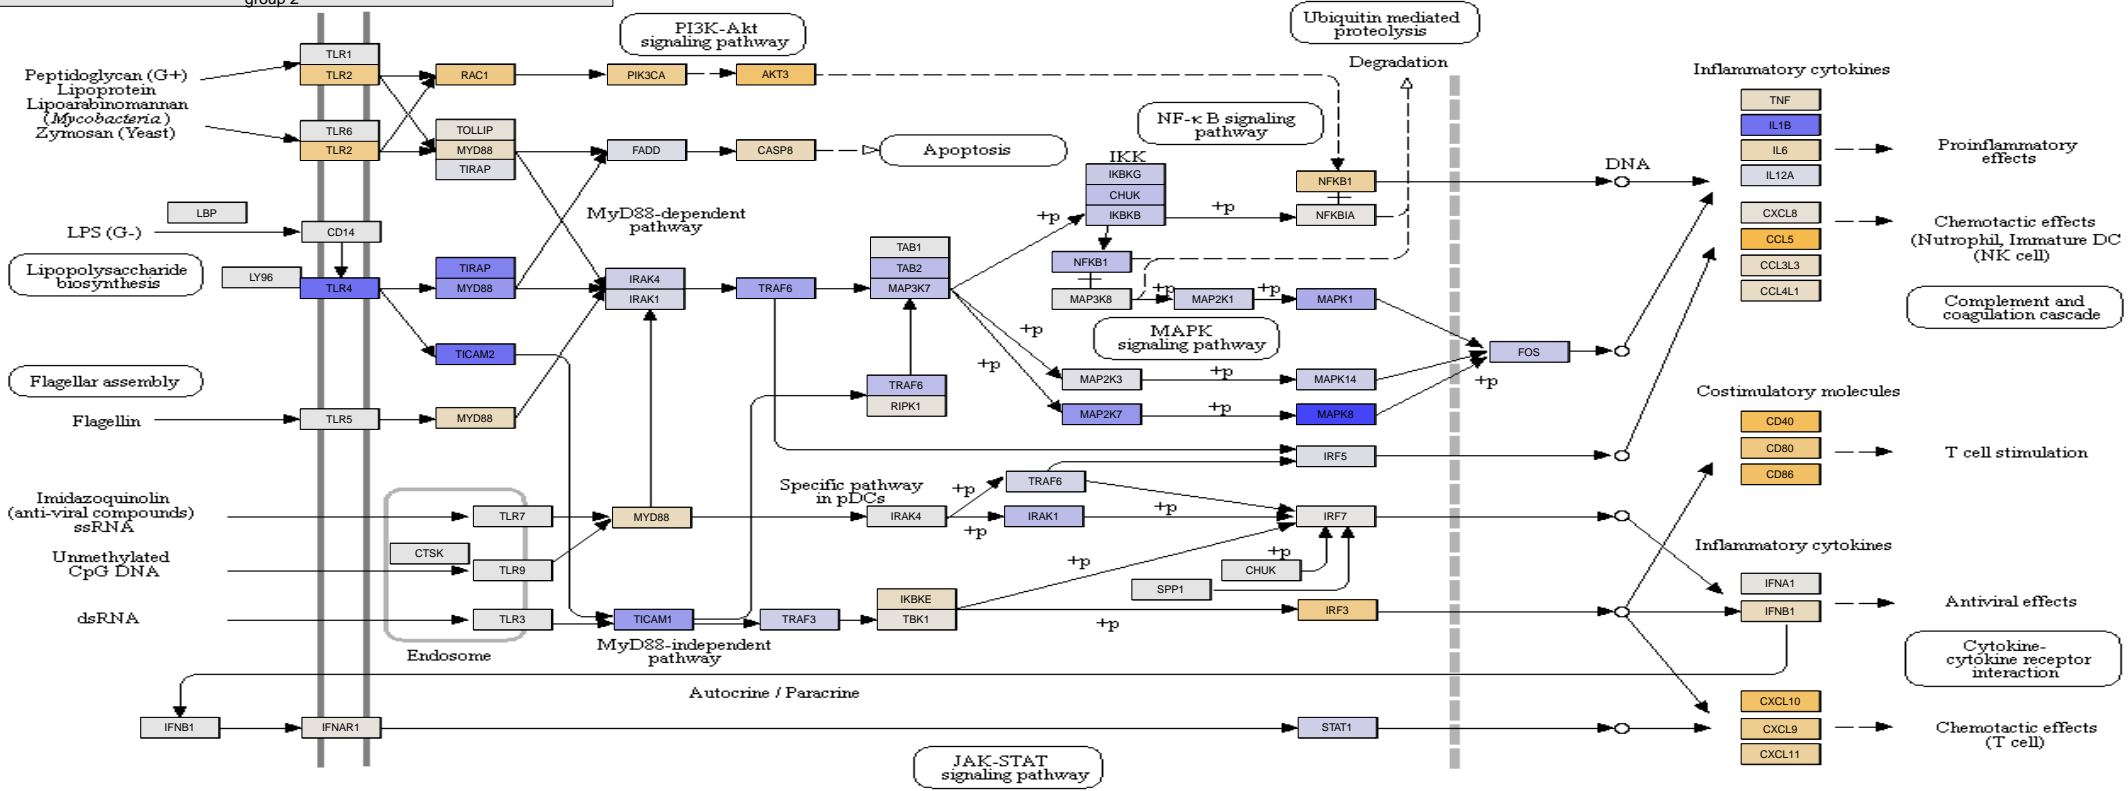 group 2
PI3K-Akt
signaling pathway
Ubiquitin mediated
proteolysis
Degradation
Inflammatory cytokines
TLR1
TLR2
RAC1
PIK3CA
AKT3
Peptidoglycan (G+)
Lipoprotein
Lipoarabinomannan
(Mycobacteria)
Zymosan (Yeast)
TLR6
TLR2
TOLLIP
MYD88
TIRAP
FADD
CASP8
Apoptosis
NF-κ B signaling
pathway
IKK
IKBKG
CHUK
IKBKB
+p
+p
NFKB1
NFKBIA
DNA
TNF
IL1B
IL6
IL12A
Proinflammatory
effects
CXCL8
CCL5
CCL3L3
CCL4L1
Chemotactic effects
(Nutrophil, Immature DC
(NK cell)
LBP
LPS (G-)
CD14
MyD88-dependent
pathway
Lipopolysaccharide
biosynthesis
LY96
TLR4
TIRAP
MYD88
IRAK4
IRAK1
TRAF6
TAB1
TAB2
MAP3K7
NFKB1
MAP3K8
+p
MAP2K1
+p
MAPK1
Complement and
coagulation cascade
MAPK
signaling pathway
+p
+p
TICAM2
FOS
+p
Flagellar assembly
Flagellin
TLR5
MYD88
TRAF6
RIPK1
MAP2K3
+p
MAPK14
MAP2K7
+p
MAPK8
Costimulatory molecules
CD40
CD80
CD86
T cell stimulation
IRF5
Specific pathway
in pDCs
+p
TRAF6
Imidazoquinolin
(anti-viral compounds)
ssRNA
TLR7
MYD88
IRAK4
+p
IRAK1
+p
IRF7
Unmethylated
CpG DNA
CTSK
TLR9
+p
CHUK
+p
SPP1
Inflammatory cytokines
IFNA1
IFNB1
Antiviral effects
dsRNA
TLR3
TICAM1
TRAF3
IKBKE
TBK1
+p
IRF3
Endosome
MyD88-independent
pathway
Cytokine-
cytokine receptor
interaction
Autocrine / Paracrine
IFNB1
IFNAR1
STAT1
CXCL10
CXCL9
CXCL11
Chemotactic effects
(T cell)
JAK-STAT
signaling pathway